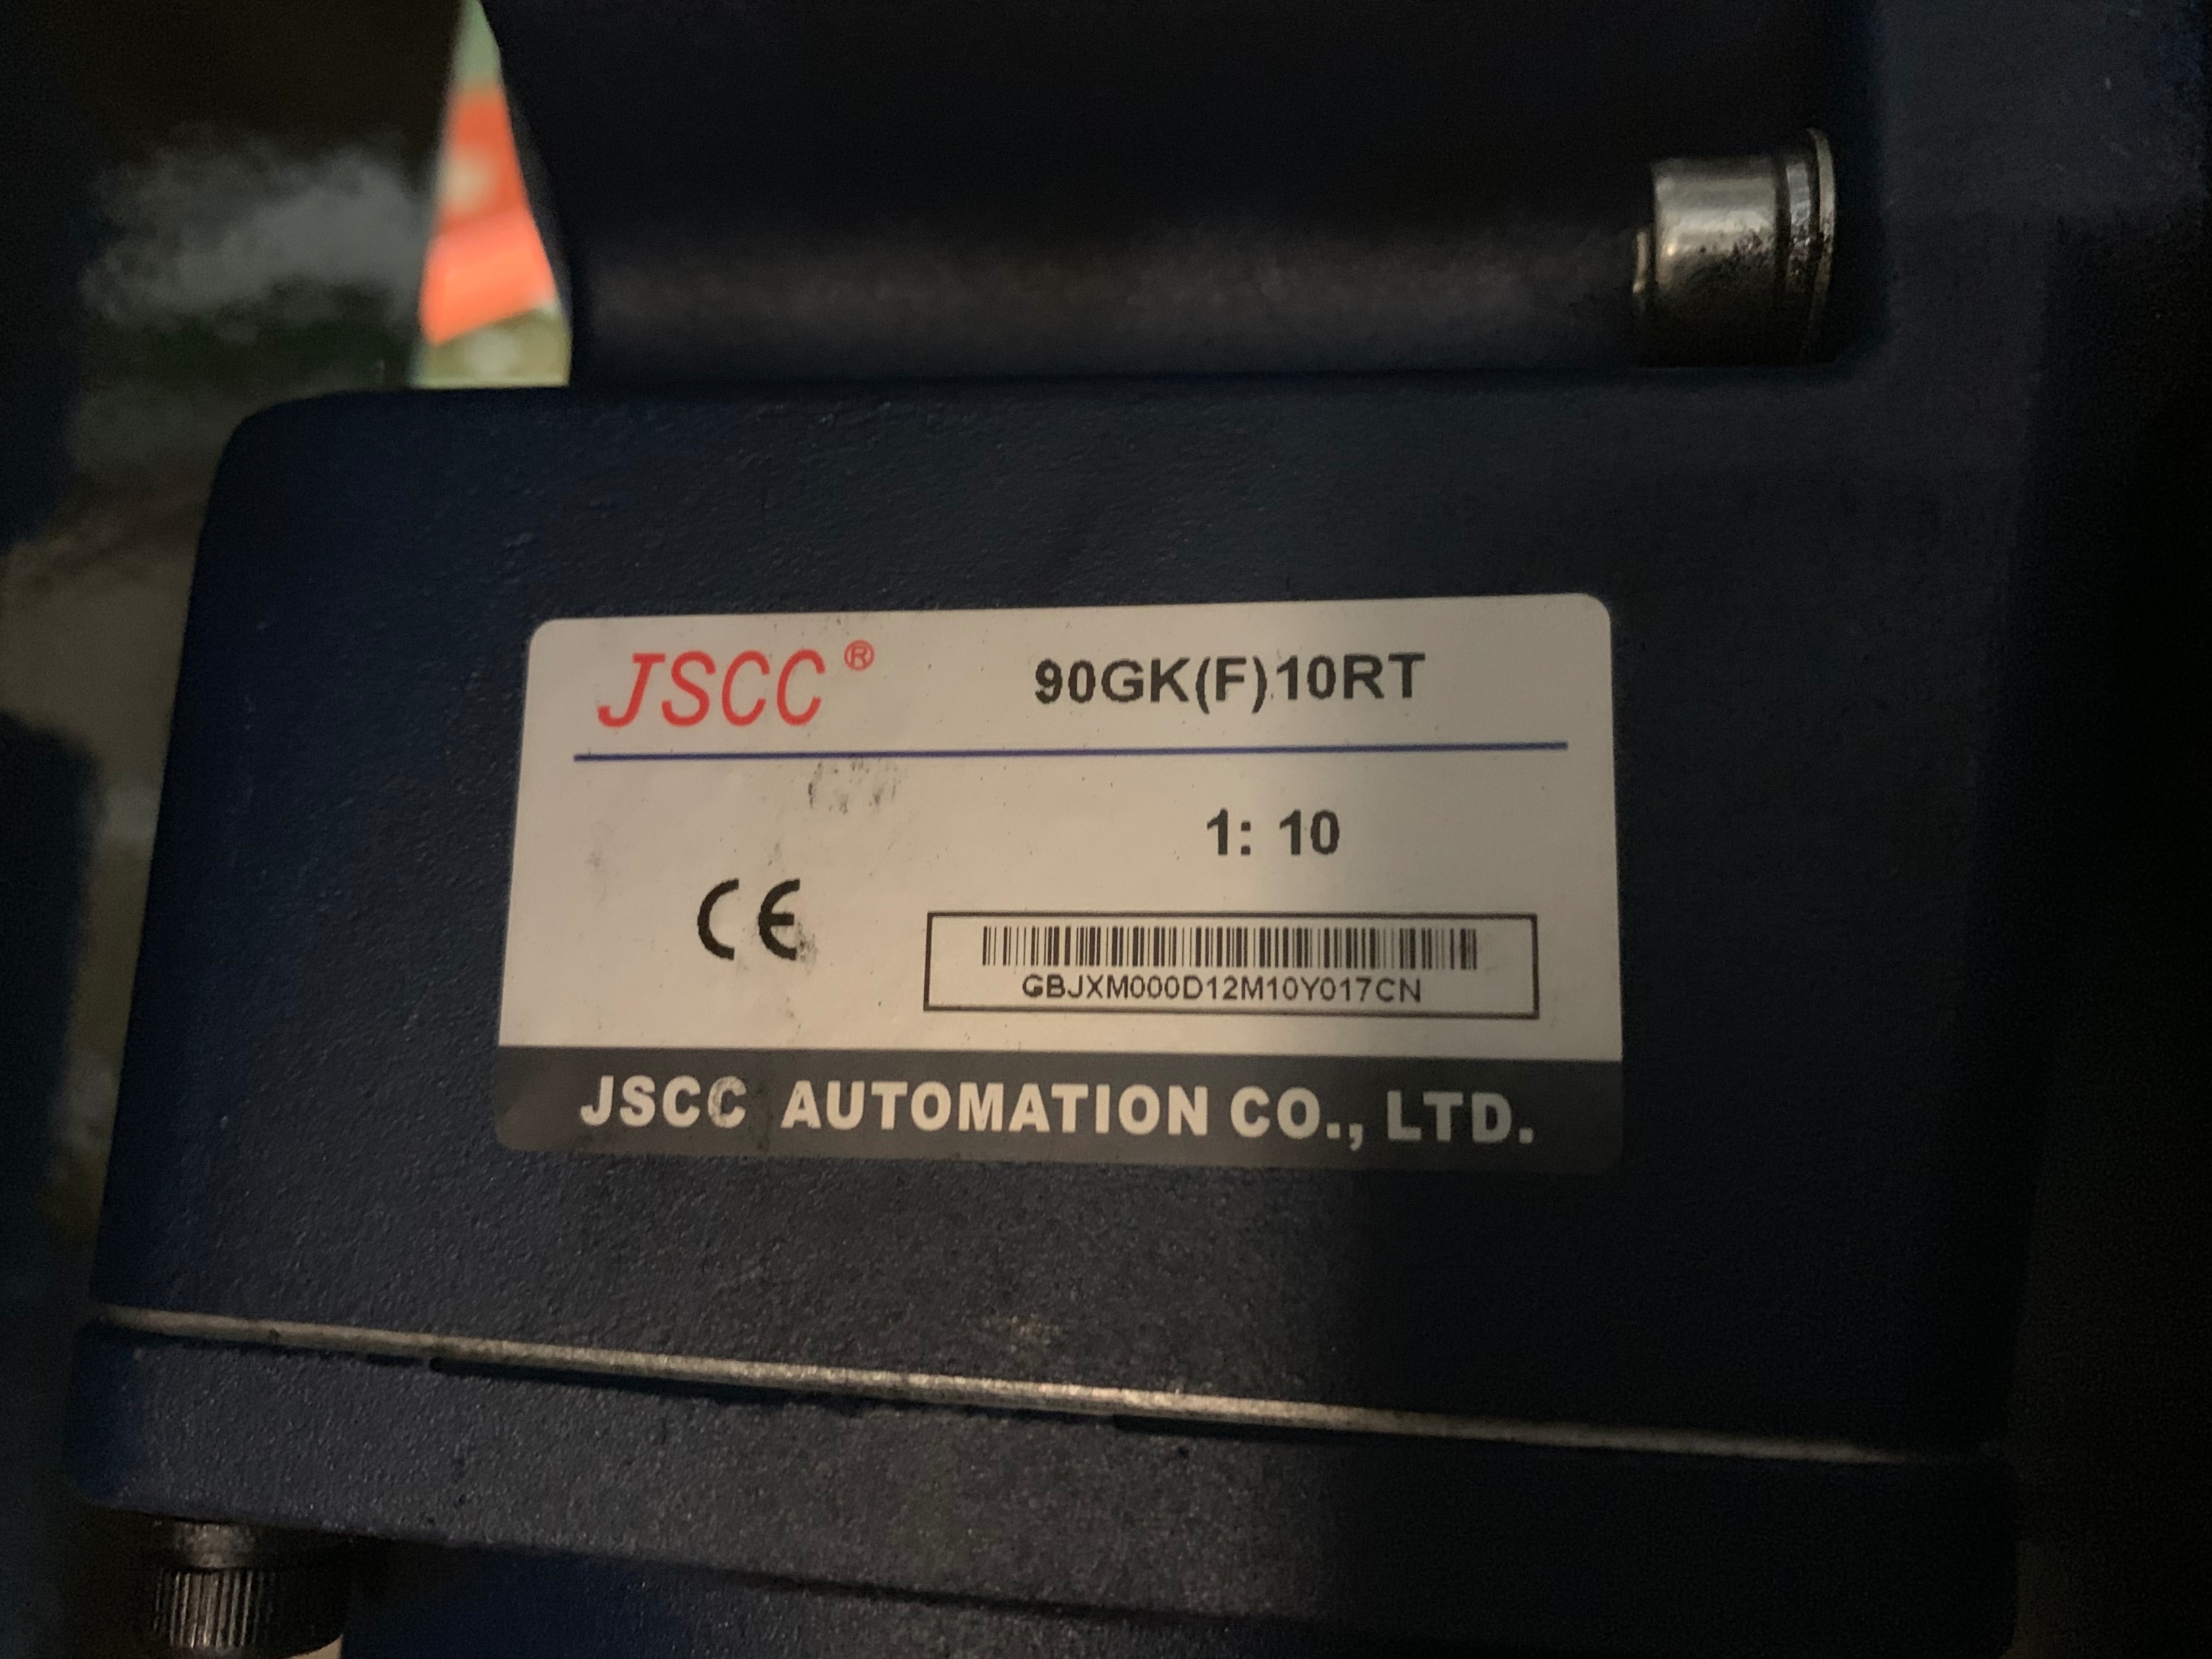 JSCC® 90GK(F)10RT
1: 10
CE
GBJXM000D12M10Y017CN
JSCC AUTOMATION CO., LTD.